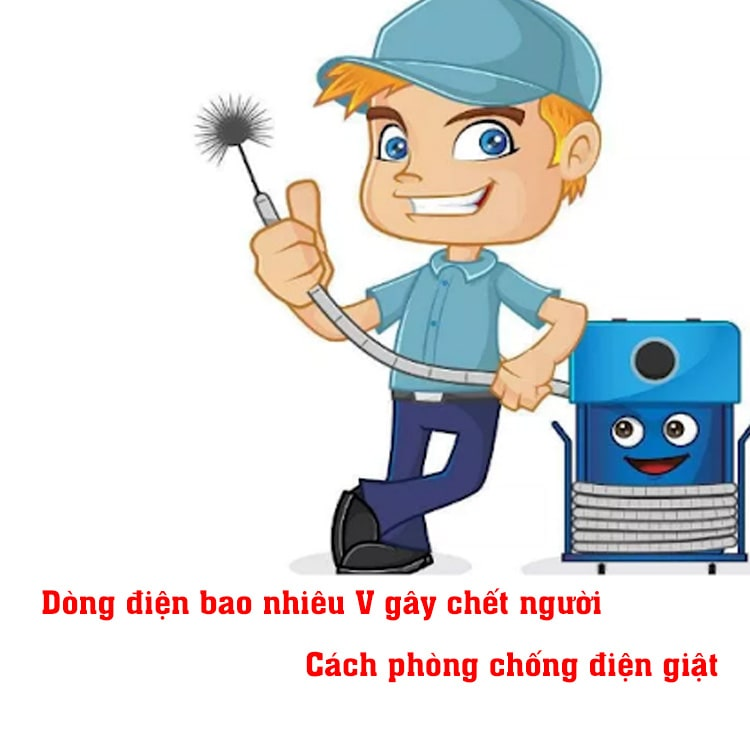 Dòng điện bao nhiêu V gây chết người
Cách phòng chống điện giật